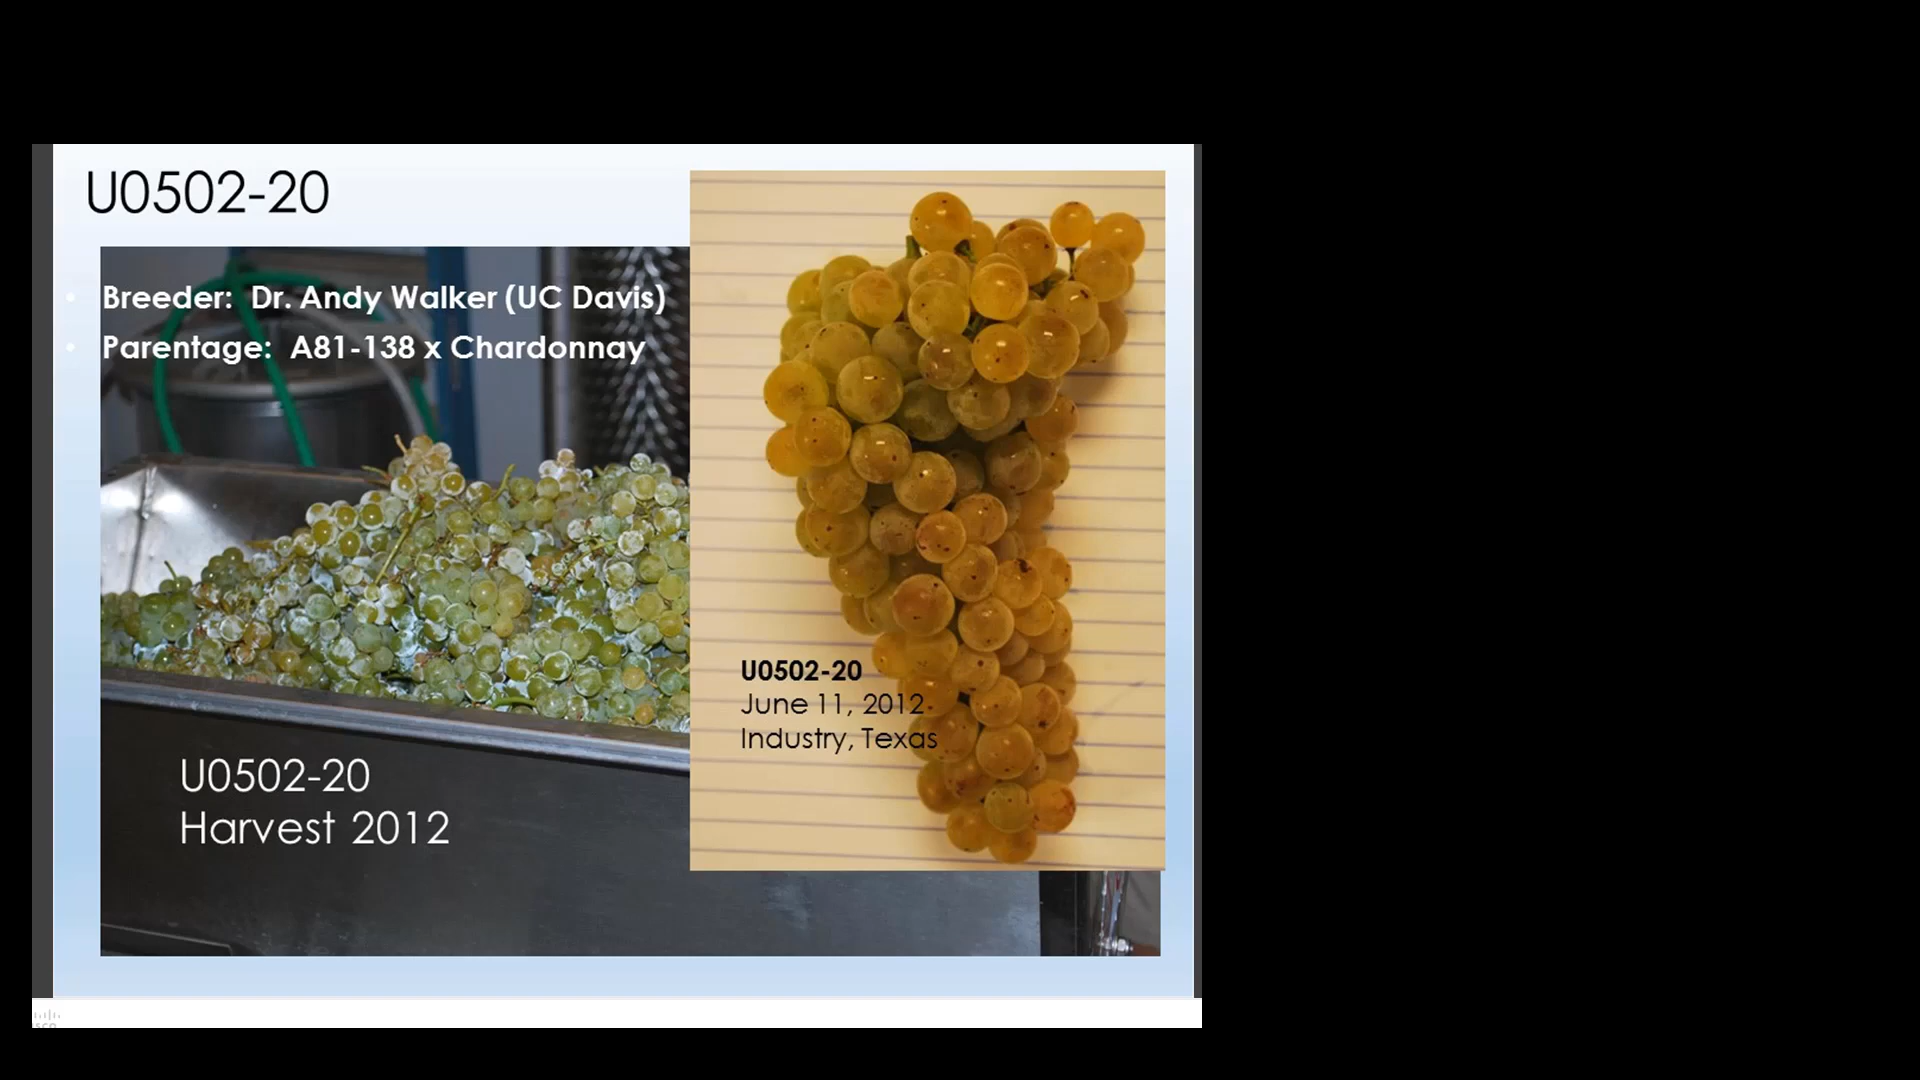 U0502-20
Breeder: Dr. Andy Walker (UC Davis)
Parentage: A81-138 x Chardonnay
U0502-20
June 11, 2012
Industry, Texas
U0502-20
Harvest 2012